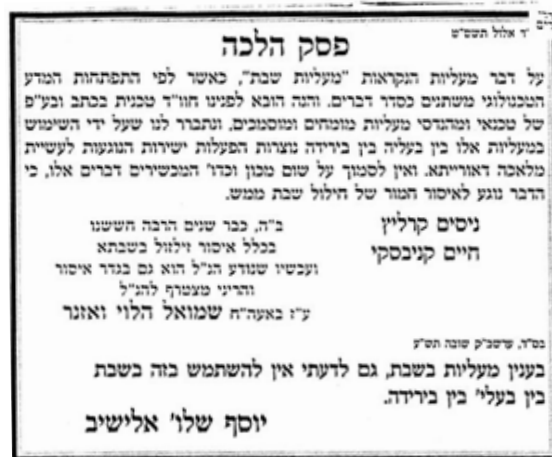 י"ד אלול תשס"ט
פסק הלכה
על דבר מעליות הנקראות "מעליות שבת", כאשר לפי התפתחות המדע
הטכנולוגי משתנים כסדר דברים. והנה הובא לפנינו חוו"ד טכנית בכתב ובע"פ
של טכנאי ומהנדסי מעליות מומחים ומוסמכים, ונתברר לנו שעל ידי השימוש
במעליות אלו בין בעליה בין בירידה נוצרות הפעלות ישירות הנוגעות לעשיית
מלאכה דאורייתא. ואין לסמוך על שום מכון וכדו' המכשירים דברים אלו, כי
הדבר נוגע לאיסור חמור של חילול שבת ממש.
ניסים קרליץ
חיים קניבסקי
ב"ה, כבר שנים הרבה חששנו
בכלל איסור זילזול בשבתא
ועכשיו שנודע הנ"ל הוא גם בגדר איסור
והריני מצטרף להנ"ל
ע"ז באעה"ח שמואל הלוי ואזנר
בס"ד, ערשב"ק שובה תש"ע
בענין מעליות בשבת, גם לדעתי אין להשתמש בזה בשבת
בין בעלי' בין בירידה.
יוסף שלו' אלישיב